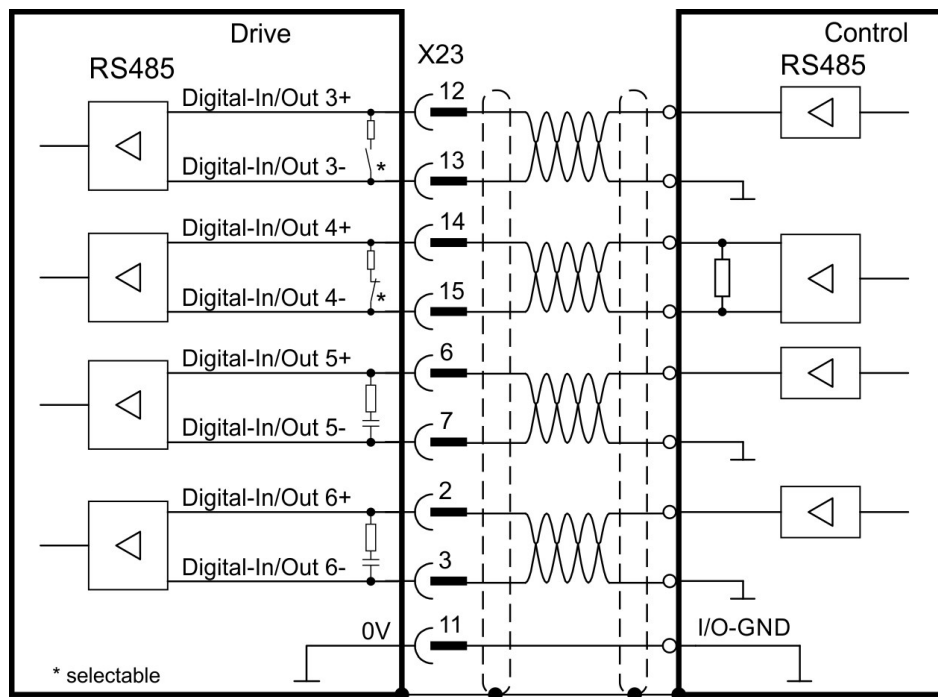 Drive
Control
RS485
X23
RS485
Digital-In/Out 3+
12
Digital-In/Out 3-
*
13
Digital-In/Out 4+
14
Digital-In/Out 4-
*
15
Digital-In/Out 5+
6
Digital-In/Out 5-
7
Digital-In/Out 6+
2
Digital-In/Out 6-
3
0V
11
I/O-GND
* selectable